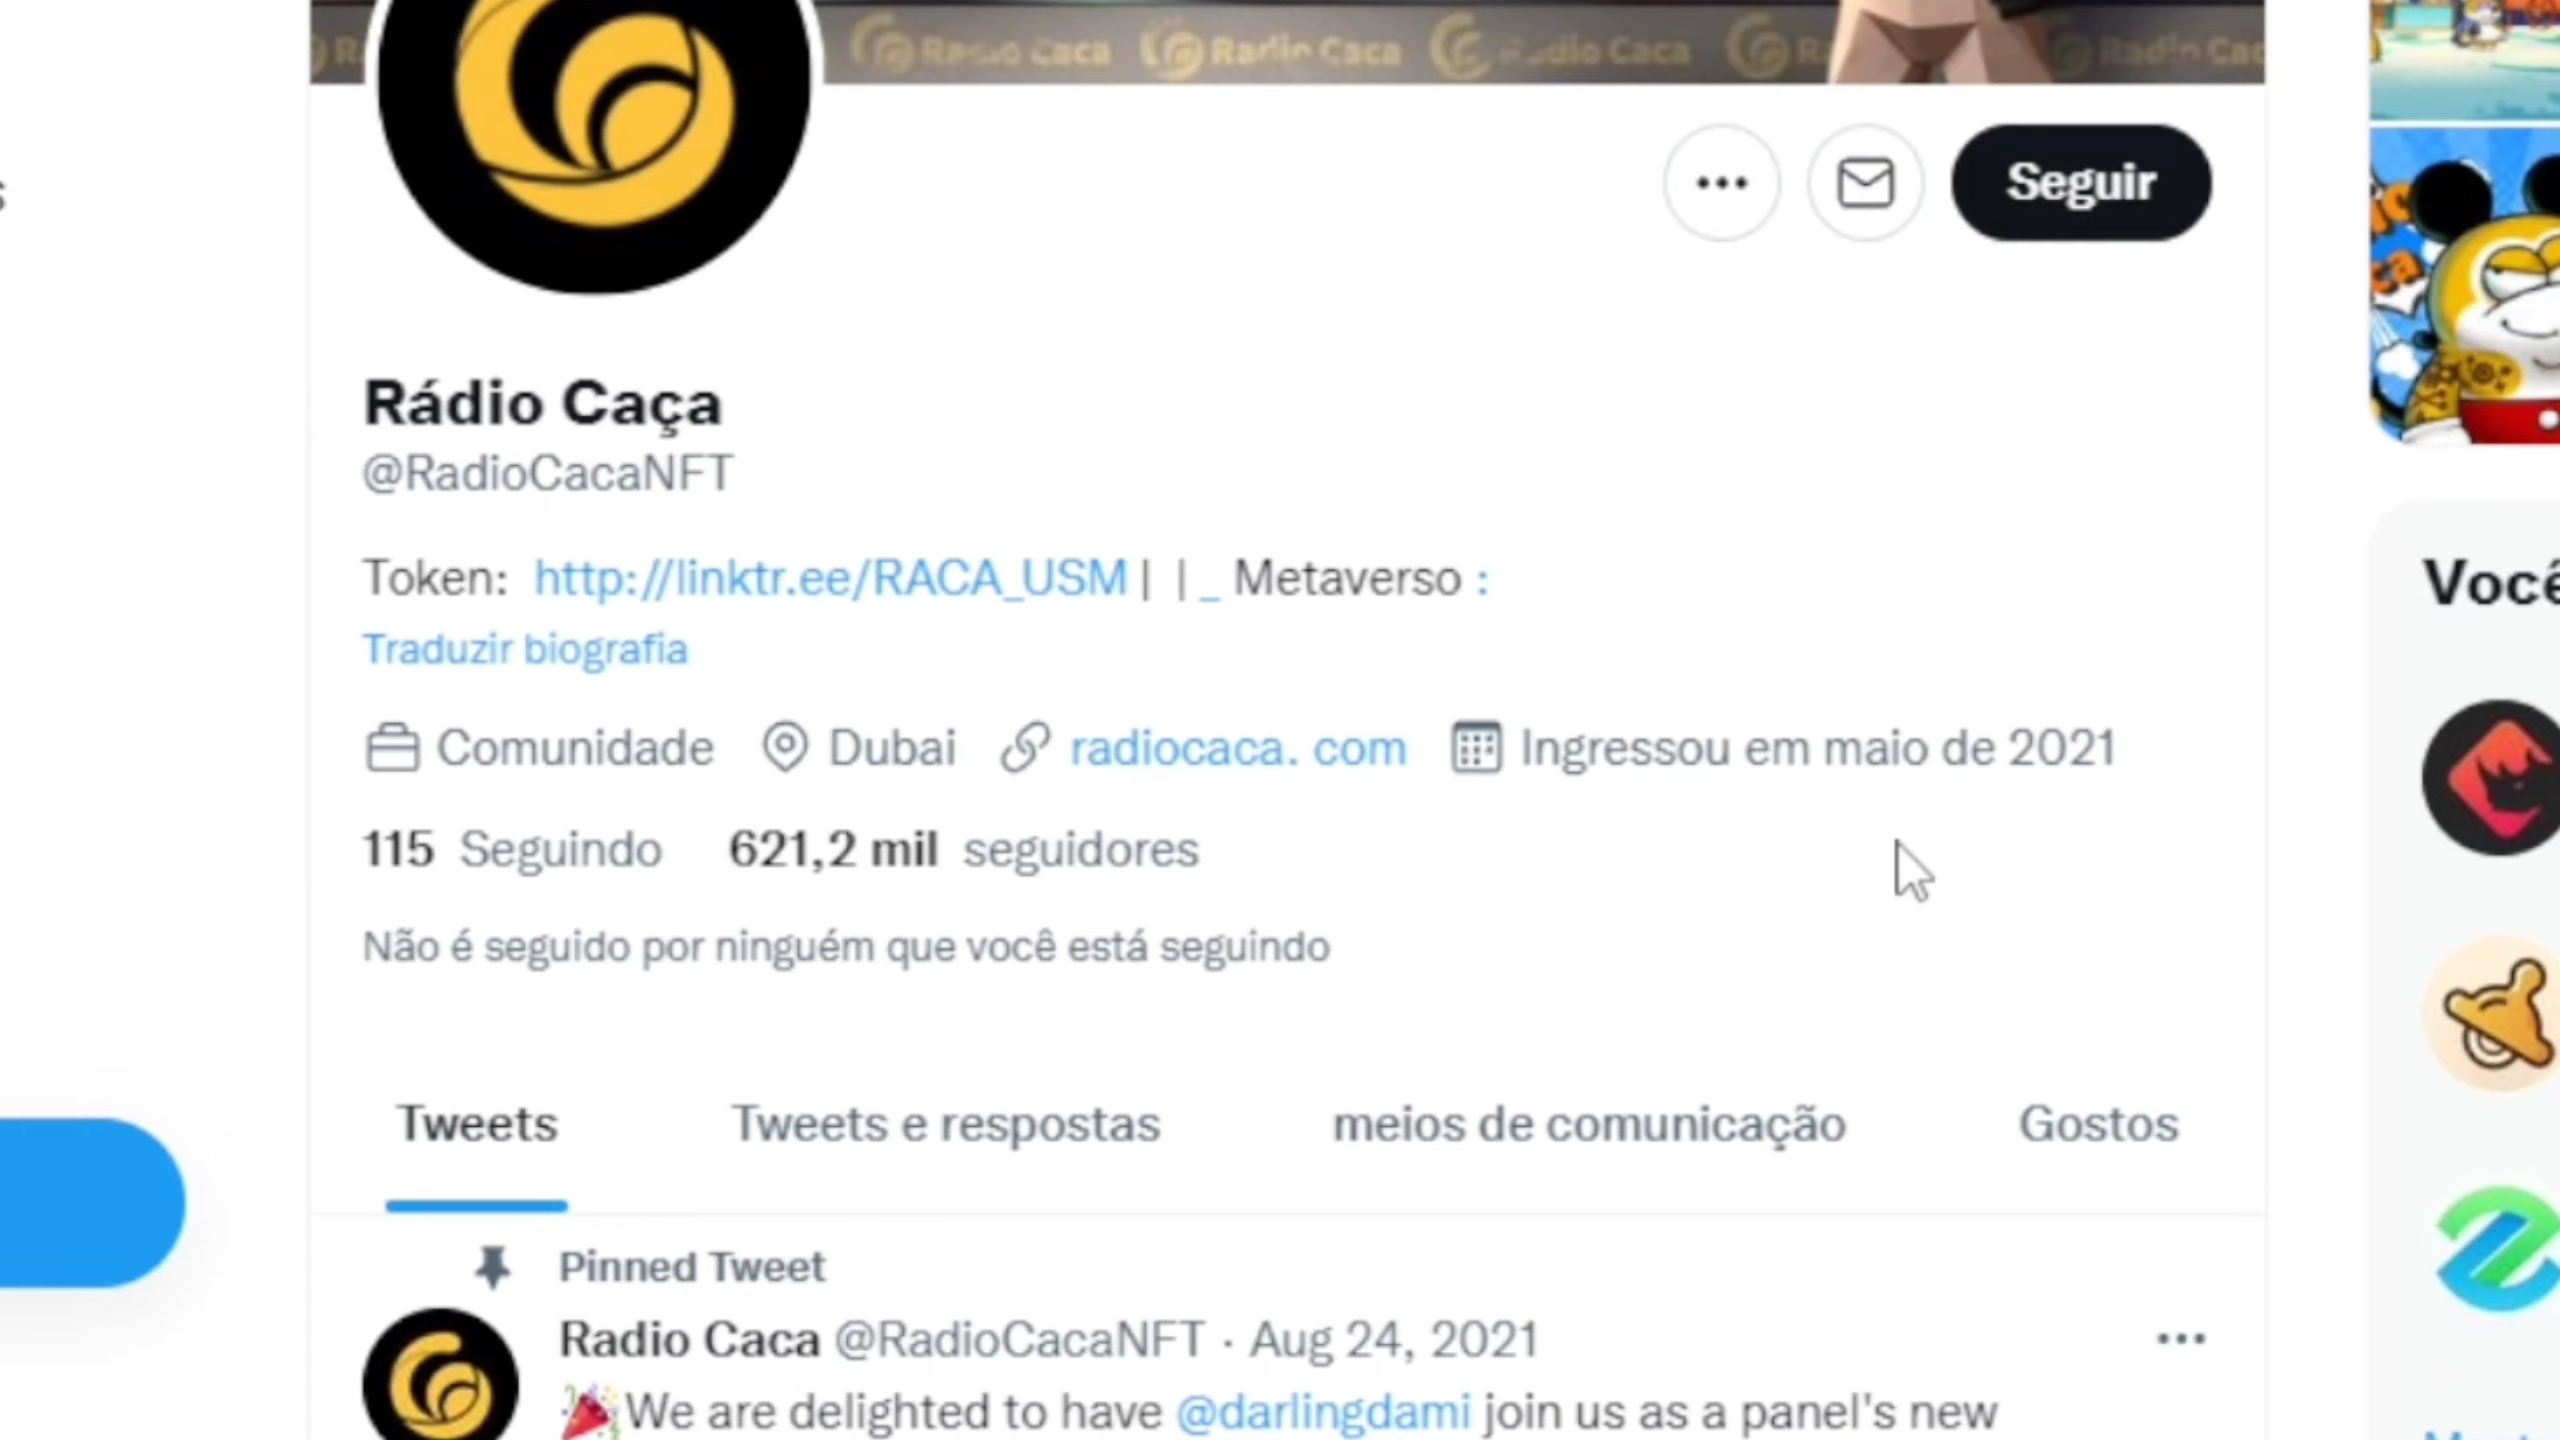 Radio Caca
Seguir
Rádio Caça
@RadioCacaNFT
Token: http://linktr.ee/RACA_USM | | _ Metaverso :
Traduzir biografia
Comunidade Dubai radiocaca. com Ingressou em maio de 2021
115 Seguindo 621,2 mil seguidores
Não é seguido por ninguém que você está seguindo
Tweets Tweets e respostas meios de comunicação Gostos
Pinned Tweet
Radio Caca @RadioCacaNFT · Aug 24, 2021
We are delighted to have @darlingdami join us as a panel's new
Você